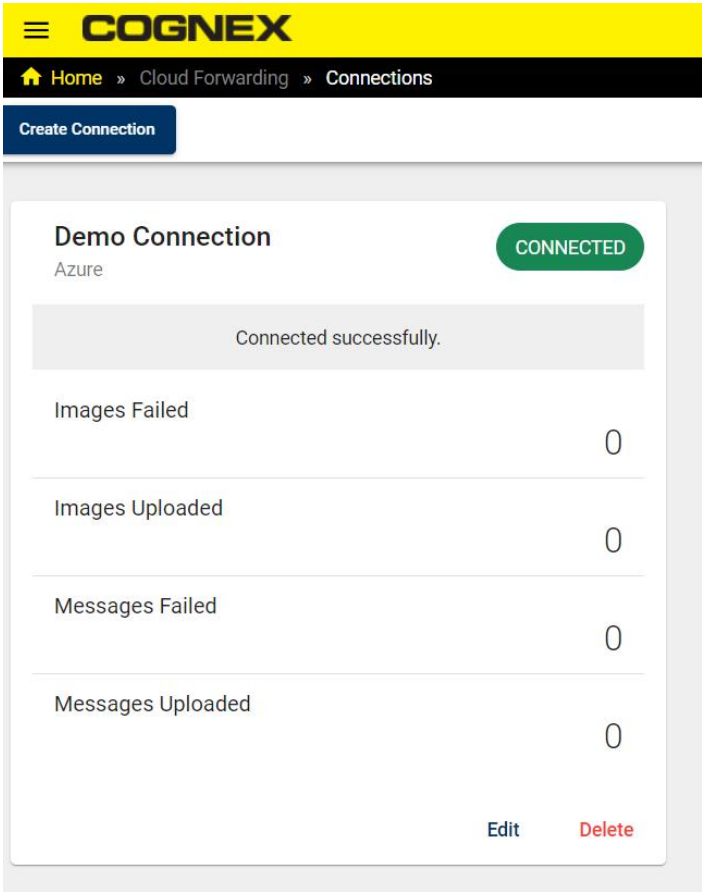 COGNEX
Home » Cloud Forwarding » Connections
Create Connection
Demo Connection
CONNECTED
Azure
Connected successfully.
Images Failed
0
Images Uploaded
0
Messages Failed
0
Messages Uploaded
0
Edit Delete